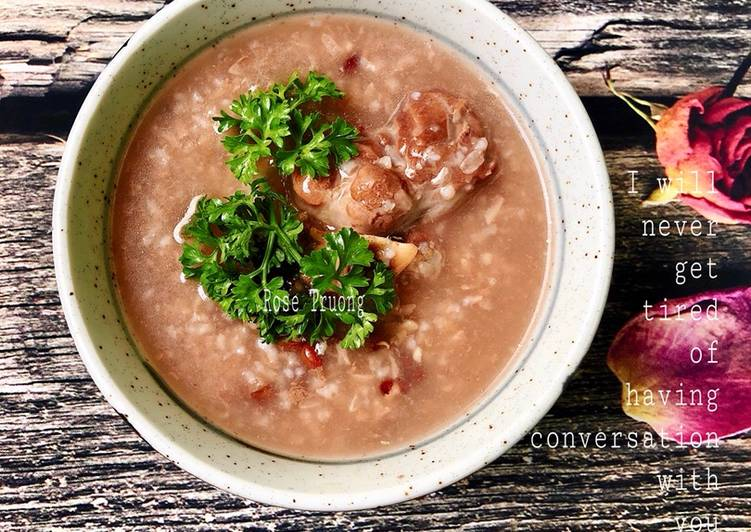 Rose Truong
I will
never
get
tired
of
having
conversation
with
you